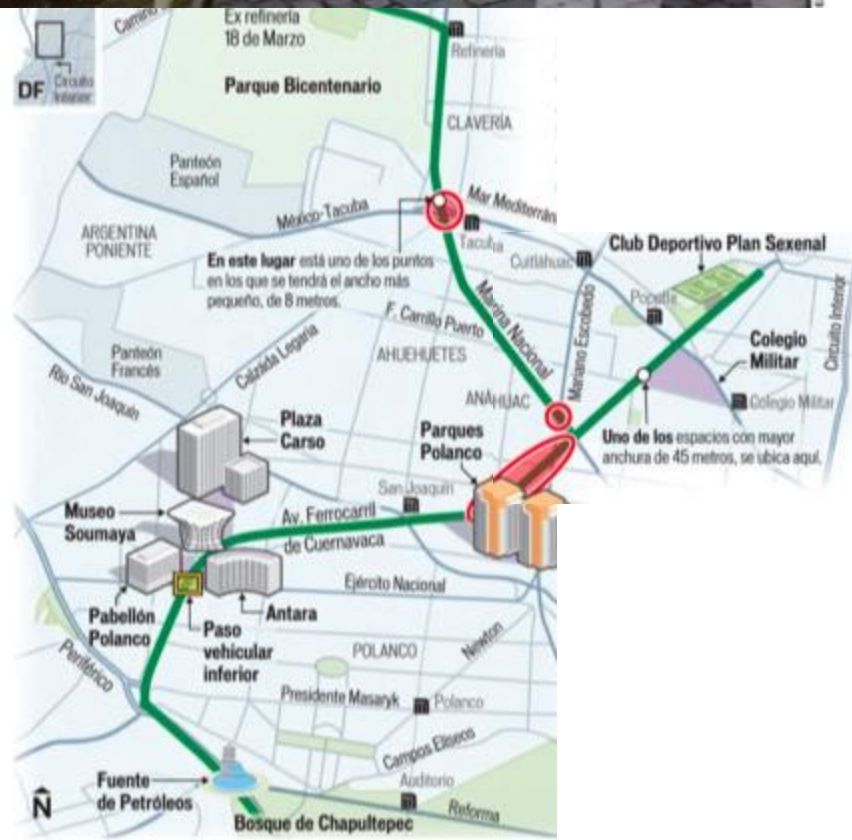 Camino
Ex refinería
18 de Marzo
Refinería
DF
Circuito
Interior
Parque Bicentenario
CLAVERÍA
Panteón
Español
México-Tacuba
Mar Mediterrán
Tacuba
ARGENTINA
PONIENTE
En este lugar está uno de los puntos
en los que se tendrá el ancho más
pequeño, de 8 metros.
Cuitláhuac
Club Deportivo Plan Sexenal
Popotla
Marina Nacional
Mariano Escobedo
Circuito Interior
F. Carrillo Puerto
Colegio
Militar
Calzada Legaria
AHUEHUETES
Panteón
Francés
Río San Joaquín
ANÁHUAC
Colegio Militar
Plaza
Carso
Parques
Polanco
Uno de los espacios con mayor
anchura de 45 metros, se ubica aquí.
San Joaquín
Museo
Soumaya
Av. Ferrocarril
de Cuernavaca
Ejército Nacional
Pabellón
Polanco
Antara
Paso
vehicular
inferior
POLANCO
Newton
Periférico
Presidente Masaryk
Polanco
Campos Elíseos
Fuente
de Petróleos
Auditorio
N
Reforma
Bosque de Chapultepec